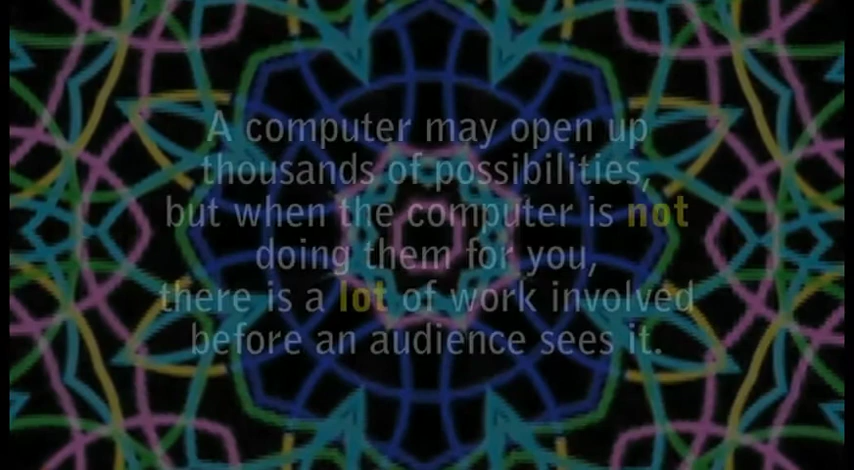 A computer may open up
thousands of possibilities,
but when the computer is not
doing them for you,
there is a lot of work involved
before an audience sees it.